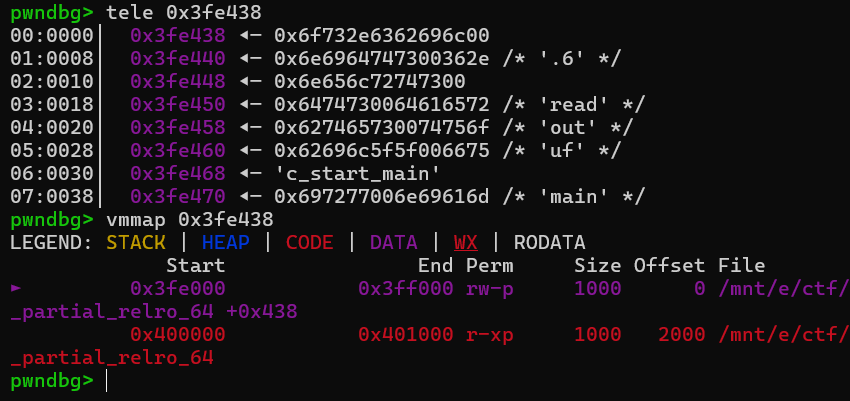 pwndbg> tele 0x3fe438
00:0000│  0x3fe438 ◂— 0x6f732e6362696c00
01:0008│  0x3fe440 ◂— 0x6e6964747300362e /* '.6' */
02:0010│  0x3fe448 ◂— 0x6e656c72747300
03:0018│  0x3fe450 ◂— 0x6474730064616572 /* 'read' */
04:0020│  0x3fe458 ◂— 0x627465730074756f /* 'out' */
05:0028│  0x3fe460 ◂— 0x62696c5f5f006675 /* 'uf' */
06:0030│  0x3fe468 ◂— 'c_start_main'
07:0038│  0x3fe470 ◂— 0x697277006e69616d /* 'main' */
pwndbg> vmmap 0x3fe438
LEGEND: STACK | HEAP | CODE | DATA | WX | RODATA
             Start                End Perm     Size Offset File
►         0x3fe000           0x3ff000 rw-p     1000      0 /mnt/e/ctf/
_partial_relro_64 +0x438
          0x400000           0x401000 r-xp     1000   2000 /mnt/e/ctf/
_partial_relro_64
pwndbg>